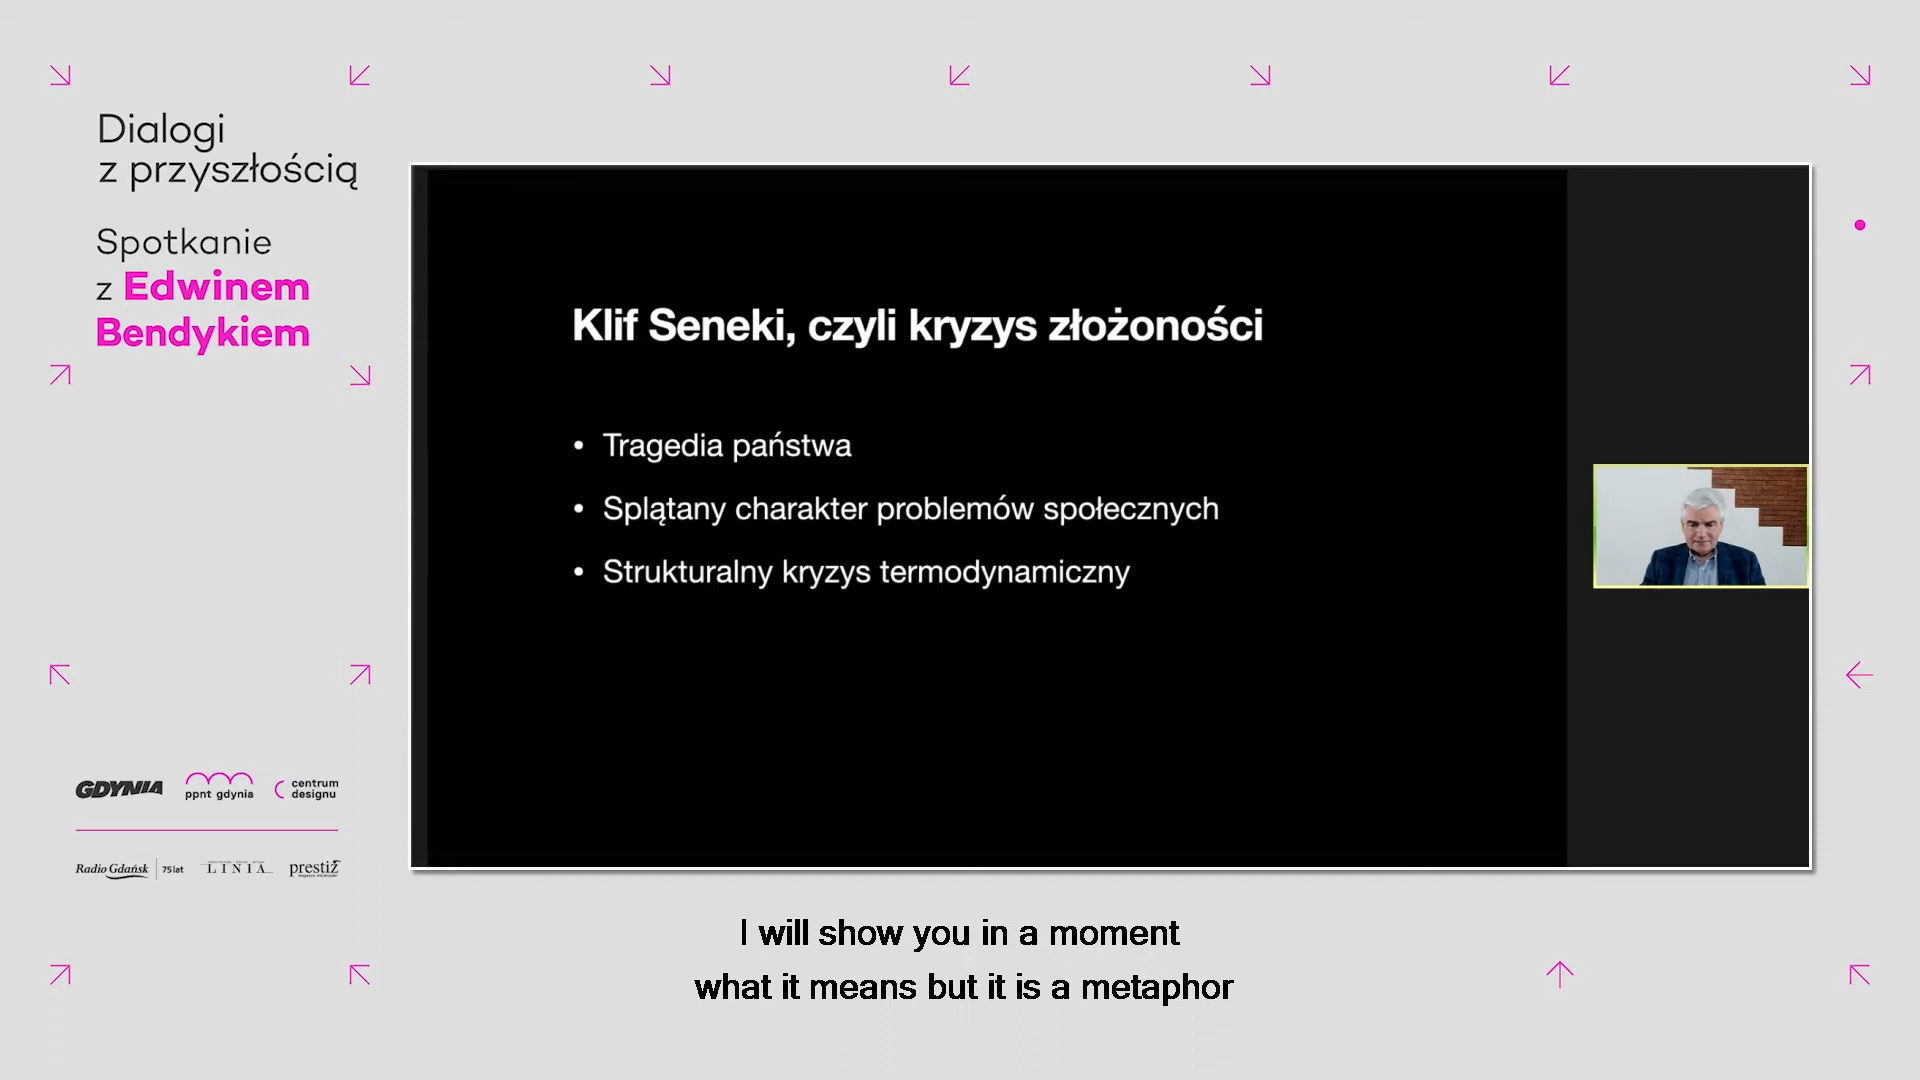 Dialogi
z przyszłością
Spotkanie
z Edwinem
Bendykiem
Klif Seneki, czyli kryzys złożoności
• Tragedia państwa
• Splątany charakter problemów społecznych
• Strukturalny kryzys termodynamiczny
GDYNIA
ppnt gdynia
centrum
designu
Radio Gdańsk
75 lat
LINIA
prestiż
I will show you in a moment
what it means but it is a metaphor